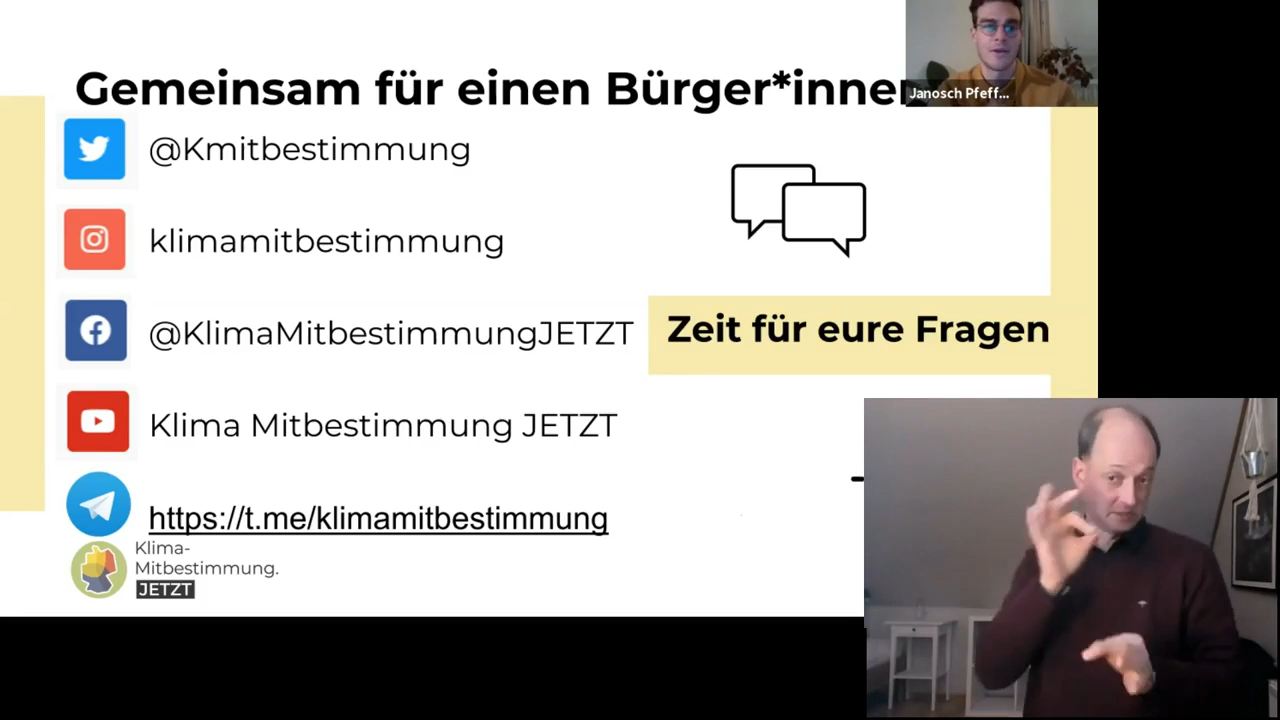 Gemeinsam für einen Bürger*innen
Janosch Pfeff...
@Kmitbestimmung
klimamitbestimmung
@KlimaMitbestimmungJETZT
Zeit für eure Fragen
Klima Mitbestimmung JETZT
https://t.me/klimamitbestimmung
Klima-
Mitbestimmung.
JETZT